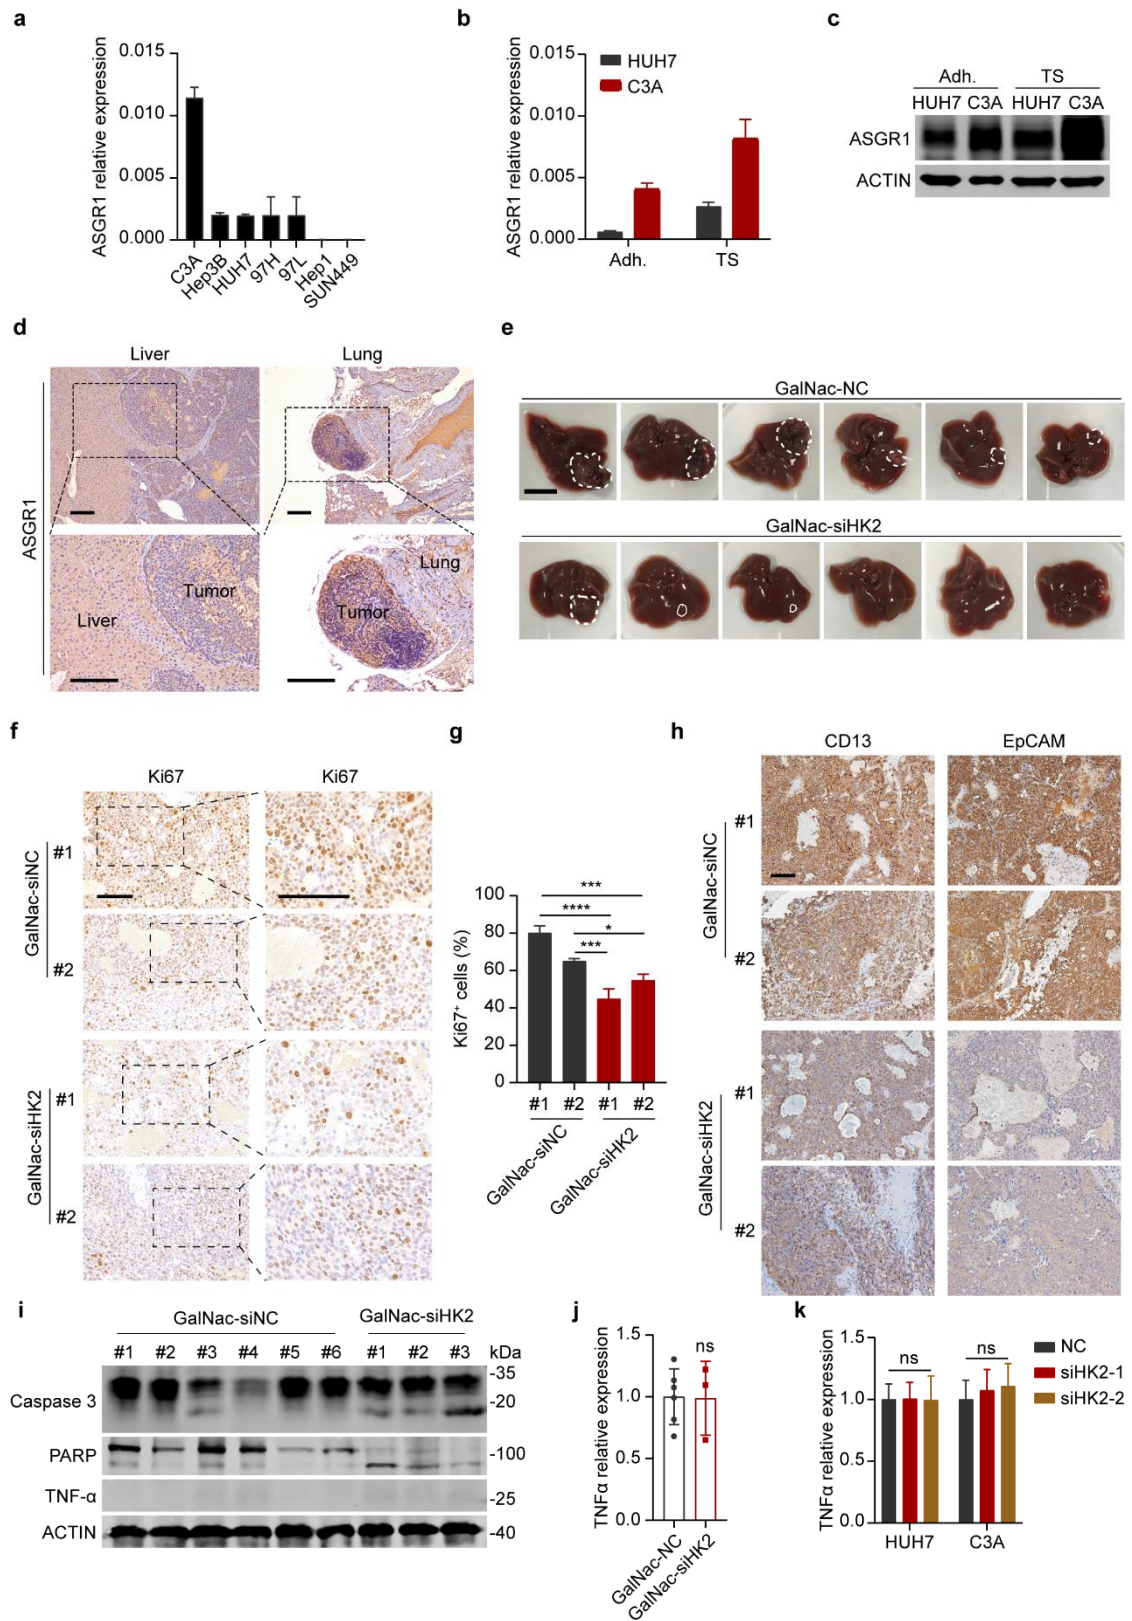 a
ASGR1 relative expression
0.015
0.010
0.005
0.000
C3A
Hep3B
HUH7
97H
97L
Hep1
SUN449
b
ASGR1 relative expression
0.015
0.010
0.005
0.000
HUH7
C3A
Adh.
TS
c
Adh. TS
HUH7 C3A HUH7 C3A
ASGR1
ACTIN
d
Liver Lung
ASGR1
Liver
Tumor
Tumor
Lung
e
GalNac-NC
GalNac-siHK2
f
Ki67 Ki67
GalNac-siNC
#1
#2
GalNac-siHK2
#1
#2
g
Ki67+ cells (%)
100
80
60
40
20
0
***
****
*
***
#1 #2 #1 #2
GalNac-siNC
GalNac-siHK2
h
CD13 EpCAM
GalNac-siNC
#1
#2
GalNac-siHK2
#1
#2
i
GalNac-siNC GalNac-siHK2
#1 #2 #3 #4 #5 #6 #1 #2 #3 kDa
Caspase 3
-35
-20
PARP
-100
TNF-α
-25
ACTIN
-40
j
TNFα relative expression
1.5
1.0
0.5
0.0
ns
GalNac-NC
GalNac-siHK2
k
TNFα relative expression
1.5
1.0
0.5
0.0
ns
ns
HUH7
C3A
NC
siHK2-1
siHK2-2